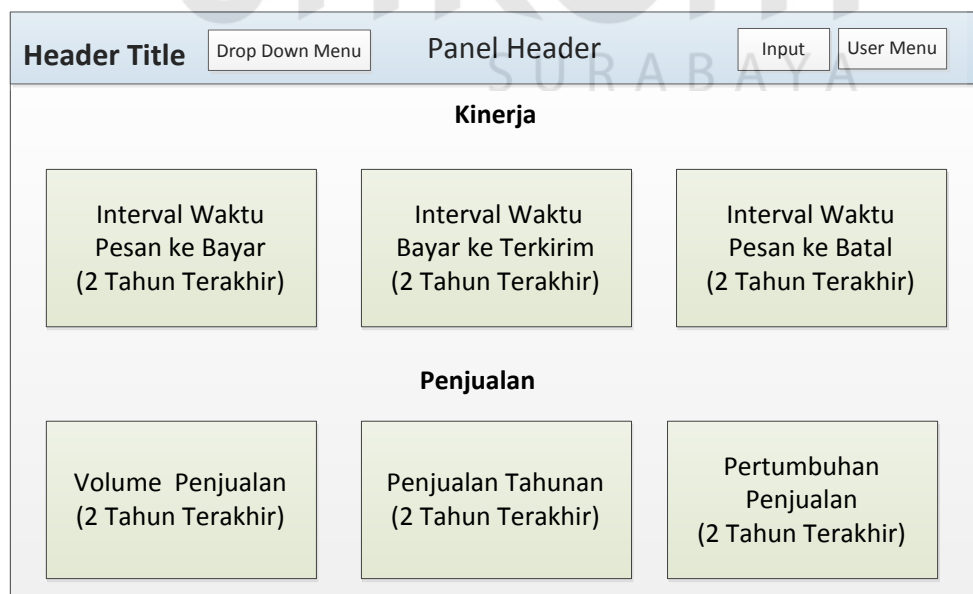 Header Title
Drop Down Menu
Panel Header
Input
User Menu
SURABAYA
Kinerja
Interval Waktu
Pesan ke Bayar
(2 Tahun Terakhir)
Interval Waktu
Bayar ke Terkirim
(2 Tahun Terakhir)
Interval Waktu
Pesan ke Batal
(2 Tahun Terakhir)
Penjualan
Volume  Penjualan
(2 Tahun Terakhir)
Penjualan Tahunan
(2 Tahun Terakhir)
Pertumbuhan
Penjualan
(2 Tahun Terakhir)